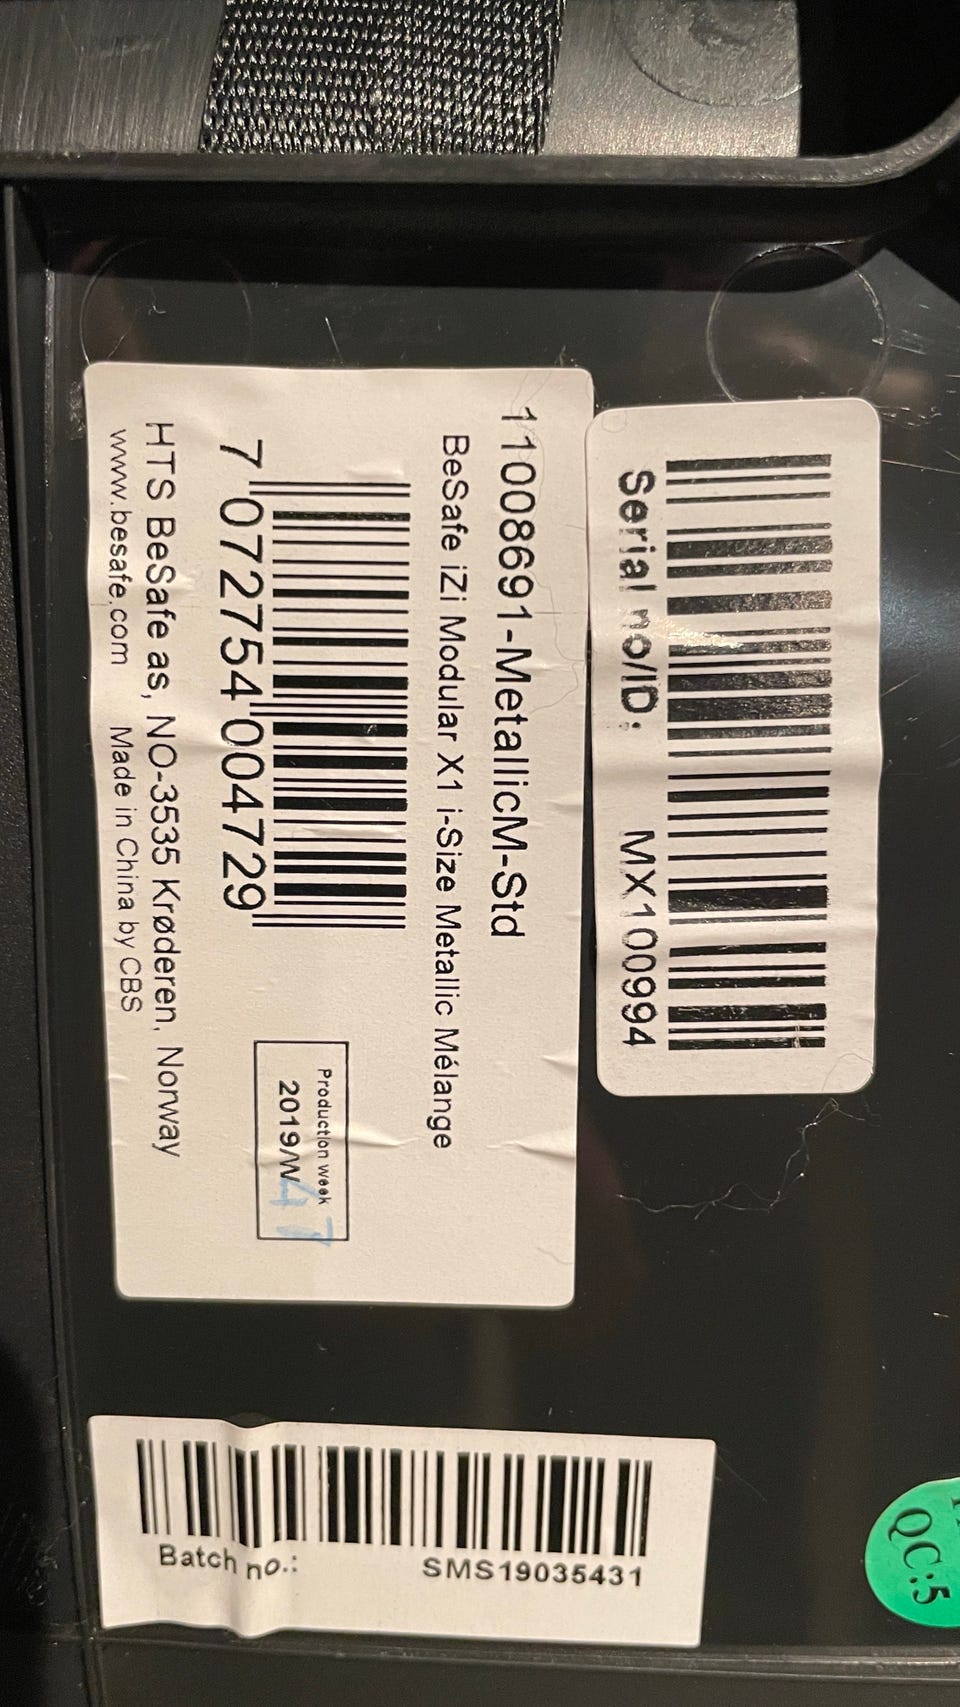 Serial no/ID: MX100994
11008691-MetallicM-Std
BeSafe iZi Modular X1 i-Size Metallic Mélange
7 072754 004729
Production week
2019/W47
HTS BeSafe as, NO-3535 Krøderen, Norway
www.besafe.com Made in China by CBS
Batch no.: SMS19035431
QC:5